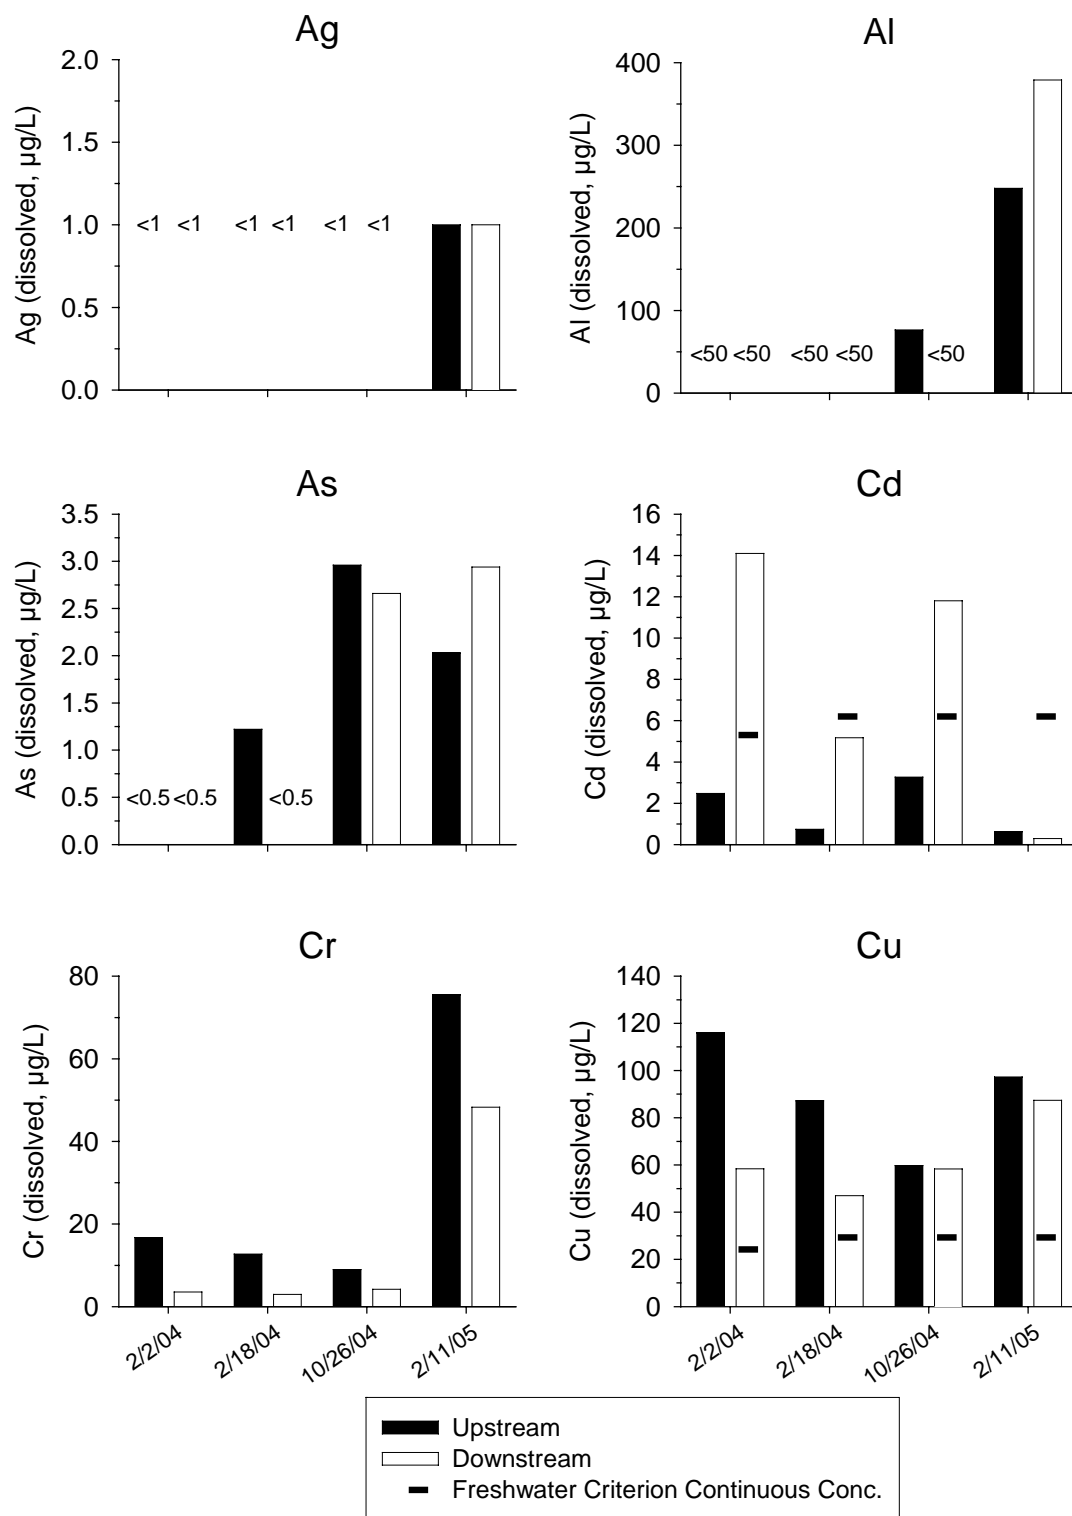 Ag
Ag (dissolved, µg/L)
2.0
1.5
1.0
0.5
0.0
<1 <1 <1 <1 <1 <1
Al
Al (dissolved, µg/L)
400
300
200
100
0
<50 <50 <50 <50 <50
As
As (dissolved, µg/L)
3.5
3.0
2.5
2.0
1.5
1.0
0.5
0.0
<0.5 <0.5 <0.5
Cd
Cd (dissolved, µg/L)
16
14
12
10
8
6
4
2
0
Cr
Cr (dissolved, µg/L)
80
60
40
20
0
2/2/04 2/18/04 10/26/04 2/11/05
Cu
Cu (dissolved, µg/L)
140
120
100
80
60
40
20
0
2/2/04 2/18/04 10/26/04 2/11/05
Upstream
Downstream
Freshwater Criterion Continuous Conc.